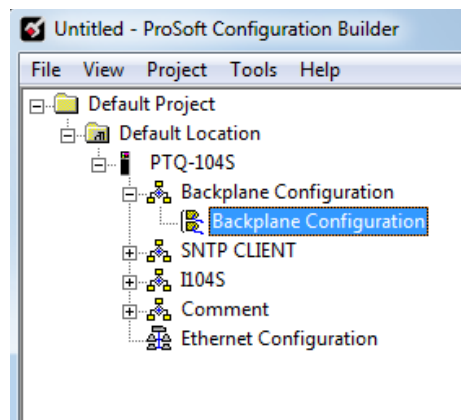 Untitled - ProSoft Configuration Builder
File View Project Tools Help
Default Project
Default Location
PTQ-104S
Backplane Configuration
Backplane Configuration
SNTP CLIENT
I104S
Comment
Ethernet Configuration